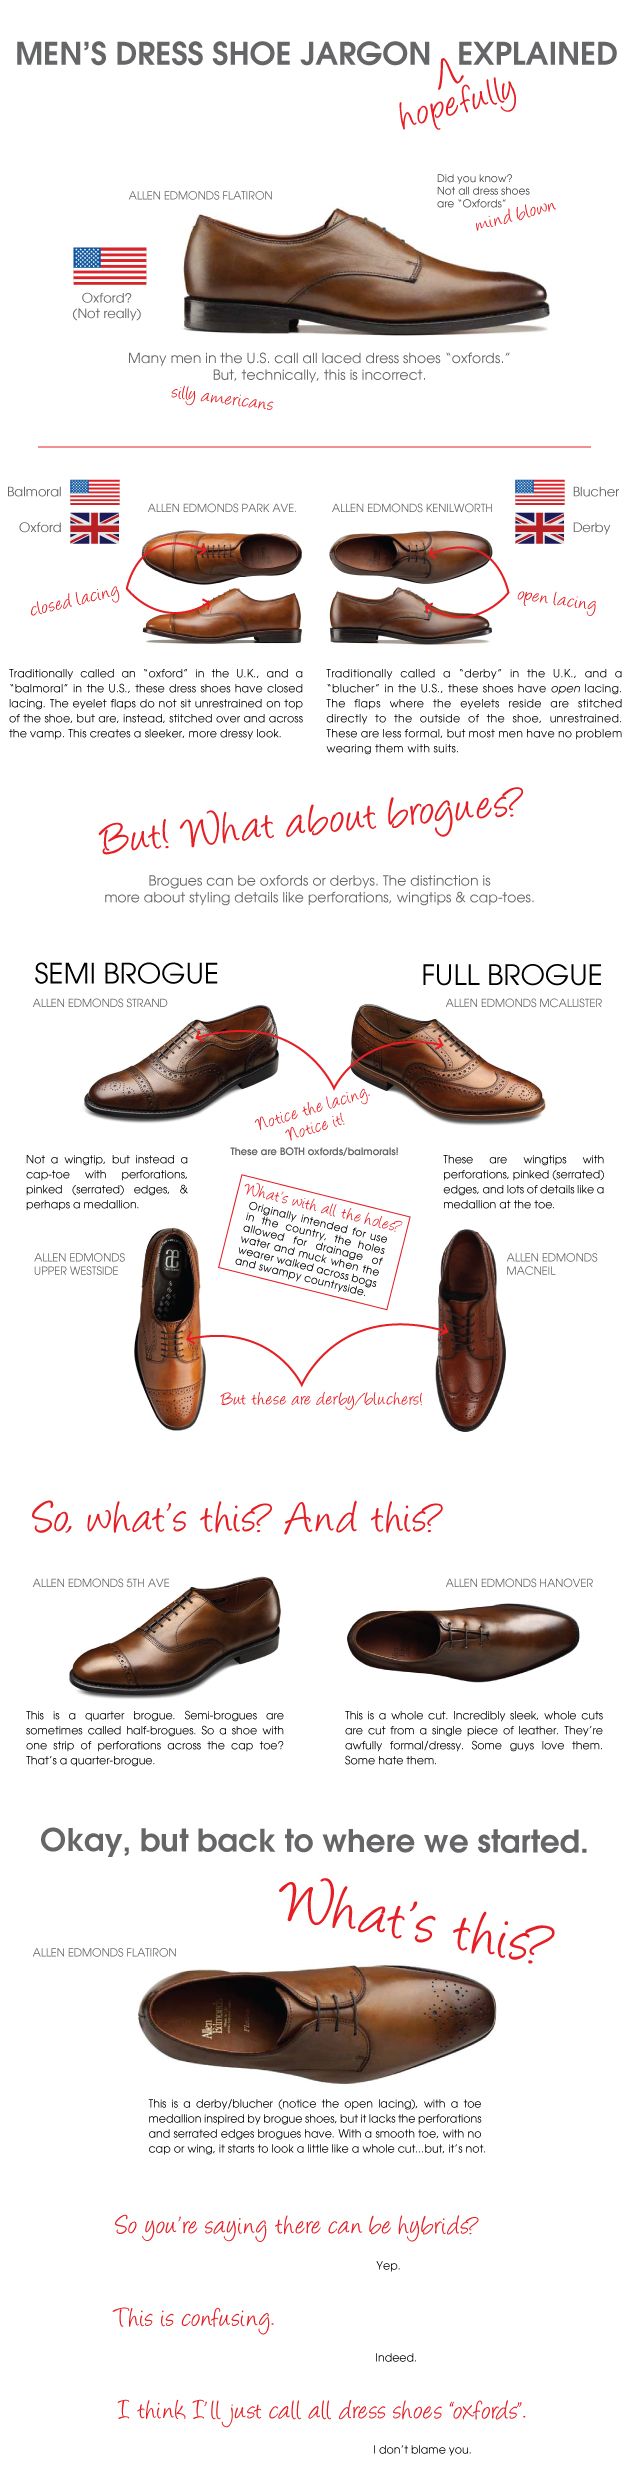 MEN'S DRESS SHOE JARGON EXPLAINED
hopefully
Did you know?
Not all dress shoes
are "Oxfords"
mind blown
ALLEN EDMONDS FLATIRON
Oxford?
(Not really)
Many men in the U.S. call all laced dress shoes "oxfords."
But, technically, this is incorrect.
silly americans
Balmoral
Oxford
ALLEN EDMONDS PARK AVE.
closed lacing
Traditionally called an "oxford" in the U.K., and a
"balmoral" in the U.S., these dress shoes have closed
lacing. The eyelet flaps do not sit unrestrained on top
of the shoe, but are, instead, stitched over and across
the vamp. This creates a sleeker, more dressy look.
ALLEN EDMONDS KENILWORTH
Blucher
Derby
open lacing
Traditionally called a "derby" in the U.K., and a
"blucher" in the U.S., these shoes have open lacing.
The flaps where the eyelets reside are stitched
directly to the outside of the shoe, unrestrained.
These are less formal, but most men have no problem
wearing them with suits.
But! What about brogues?
Brogues can be oxfords or derbys. The distinction is
more about styling details like perforations, wingtips & cap-toes.
SEMI BROGUE
ALLEN EDMONDS STRAND
FULL BROGUE
ALLEN EDMONDS MCALLISTER
Notice the lacing.
Notice it!
These are BOTH oxfords/balmorals!
Not a wingtip, but instead a
cap-toe with perforations,
pinked (serrated) edges, &
perhaps a medallion.
These are wingtips with
perforations, pinked (serrated)
edges, and lots of details like a
medallion at the toe.
What's with all the holes?
Originally intended for use
in the country, the holes
allowed for drainage of
water and muck when the
wearer walked across bogs
and swampy countryside.
ALLEN EDMONDS
UPPER WESTSIDE
ALLEN EDMONDS
MACNEIL
But these are derby/bluchers!
So, what's this? And this?
ALLEN EDMONDS 5TH AVE
ALLEN EDMONDS HANOVER
This is a quarter brogue. Semi-brogues are
sometimes called half-brogues. So a shoe with
one strip of perforations across the cap toe?
That's a quarter-brogue.
This is a whole cut. Incredibly sleek, whole cuts
are cut from a single piece of leather. They're
awfully formal/dressy. Some guys love them.
Some hate them.
Okay, but back to where we started.
What's this?
ALLEN EDMONDS FLATIRON
Allen
Edmonds
This is a derby/blucher (notice the open lacing), with a toe
medallion inspired by brogue shoes, but it lacks the perforations
and serrated edges brogues have. With a smooth toe, with no
cap or wing, it starts to look a little like a whole cut...but, it's not.
So you're saying there can be hybrids?
Yep.
This is confusing.
Indeed.
I think I'll just call all dress shoes "oxfords".
I don't blame you.